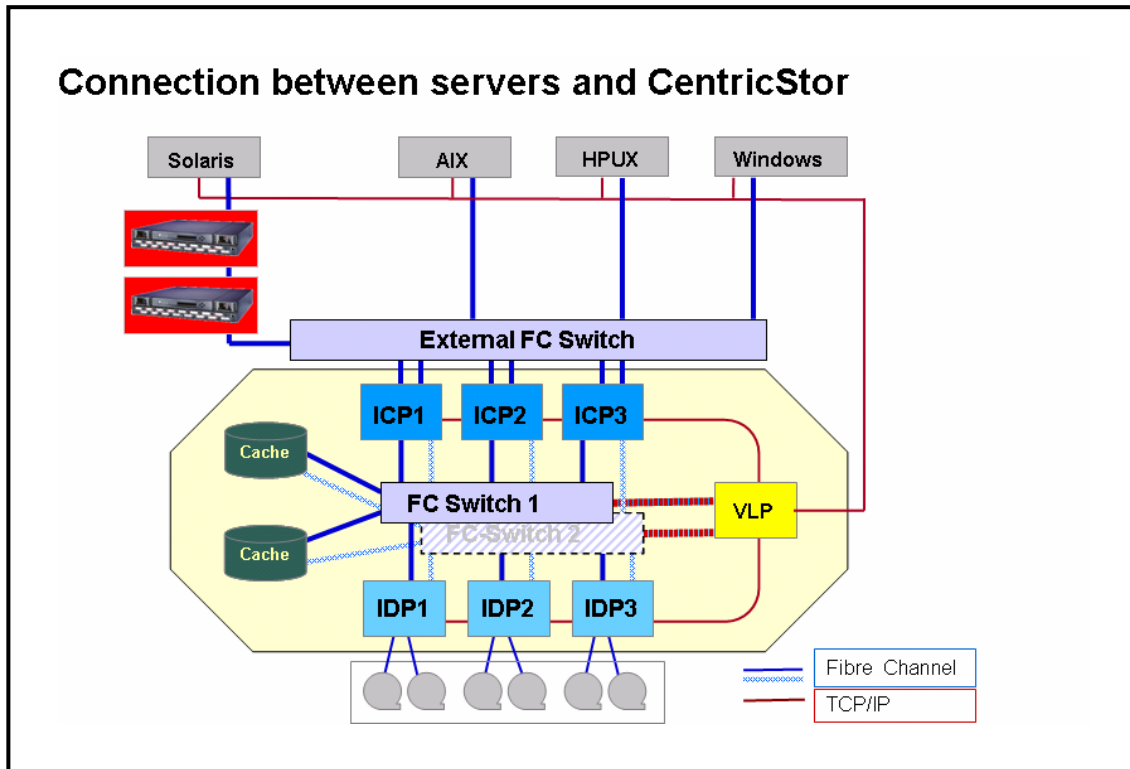 Connection between servers and CentricStor
Solaris
AIX
HPUX
Windows
External FC Switch
ICP1
ICP2
ICP3
Cache
FC Switch 1
VLP
FC-Switch 2
Cache
IDP1
IDP2
IDP3
Fibre Channel
TCP/IP